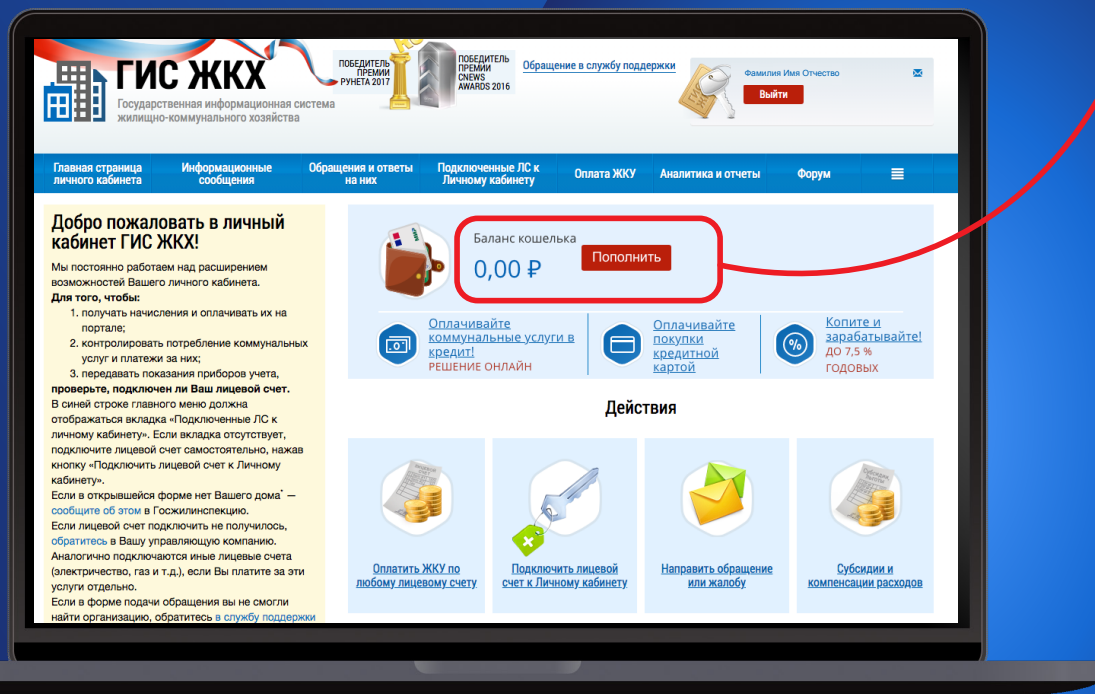 ГИС ЖКХ
Государственная информационная система
жилищно-коммунального хозяйства
ПОБЕДИТЕЛЬ
ПРЕМИИ
РУНЕТА 2017
ПОБЕДИТЕЛЬ
ПРЕМИИ
CNEWS
AWARDS 2016
Обращение в службу поддержки
Фамилия Имя Отчество
Выйти
Главная страница
личного кабинета
Информационные
сообщения
Обращения и ответы
на них
Подключенные ЛС к
Личному кабинету
Оплата ЖКУ
Аналитика и отчеты
Форум
Добро пожаловать в личный
кабинет ГИС ЖКХ!
Мы постоянно работаем над расширением
возможностей Вашего личного кабинета.
Для того, чтобы:
1. получать начисления и оплачивать их на
портале;
2. контролировать потребление коммунальных
услуг и платежи за них;
3. передавать показания приборов учета,
проверьте, подключен ли Ваш лицевой счет.
В синей строке главного меню должна
отображаться вкладка «Подключенные ЛС к
личному кабинету». Если вкладка отсутствует,
подключите лицевой счет самостоятельно, нажав
кнопку «Подключить лицевой счет к Личному
кабинету».
Если в открывшейся форме нет Вашего дома* —
сообщите об этом в Госжилинспекцию.
Если лицевой счет подключить не получилось,
обратитесь в Вашу управляющую компанию.
Аналогично подключаются иные лицевые счета
(электричество, газ и т.д.), если Вы платите за эти
услуги отдельно.
Если в форме подачи обращения вы не смогли
найти организацию, обратитесь в службу поддержки
Баланс кошелька
0,00 ₽
Пополнить
Оплачивайте
коммунальные услуги в
кредит!
РЕШЕНИЕ ОНЛАЙН
Оплачивайте
покупки
кредитной
картой
Копите и
зарабатывайте!
ДО 7,5 %
ГОДОВЫХ
Действия
Оплатить ЖКУ по
любому лицевому счету
Подключить лицевой
счет к Личному кабинету
Направить обращение
или жалобу
Субсидии и
компенсации расходов